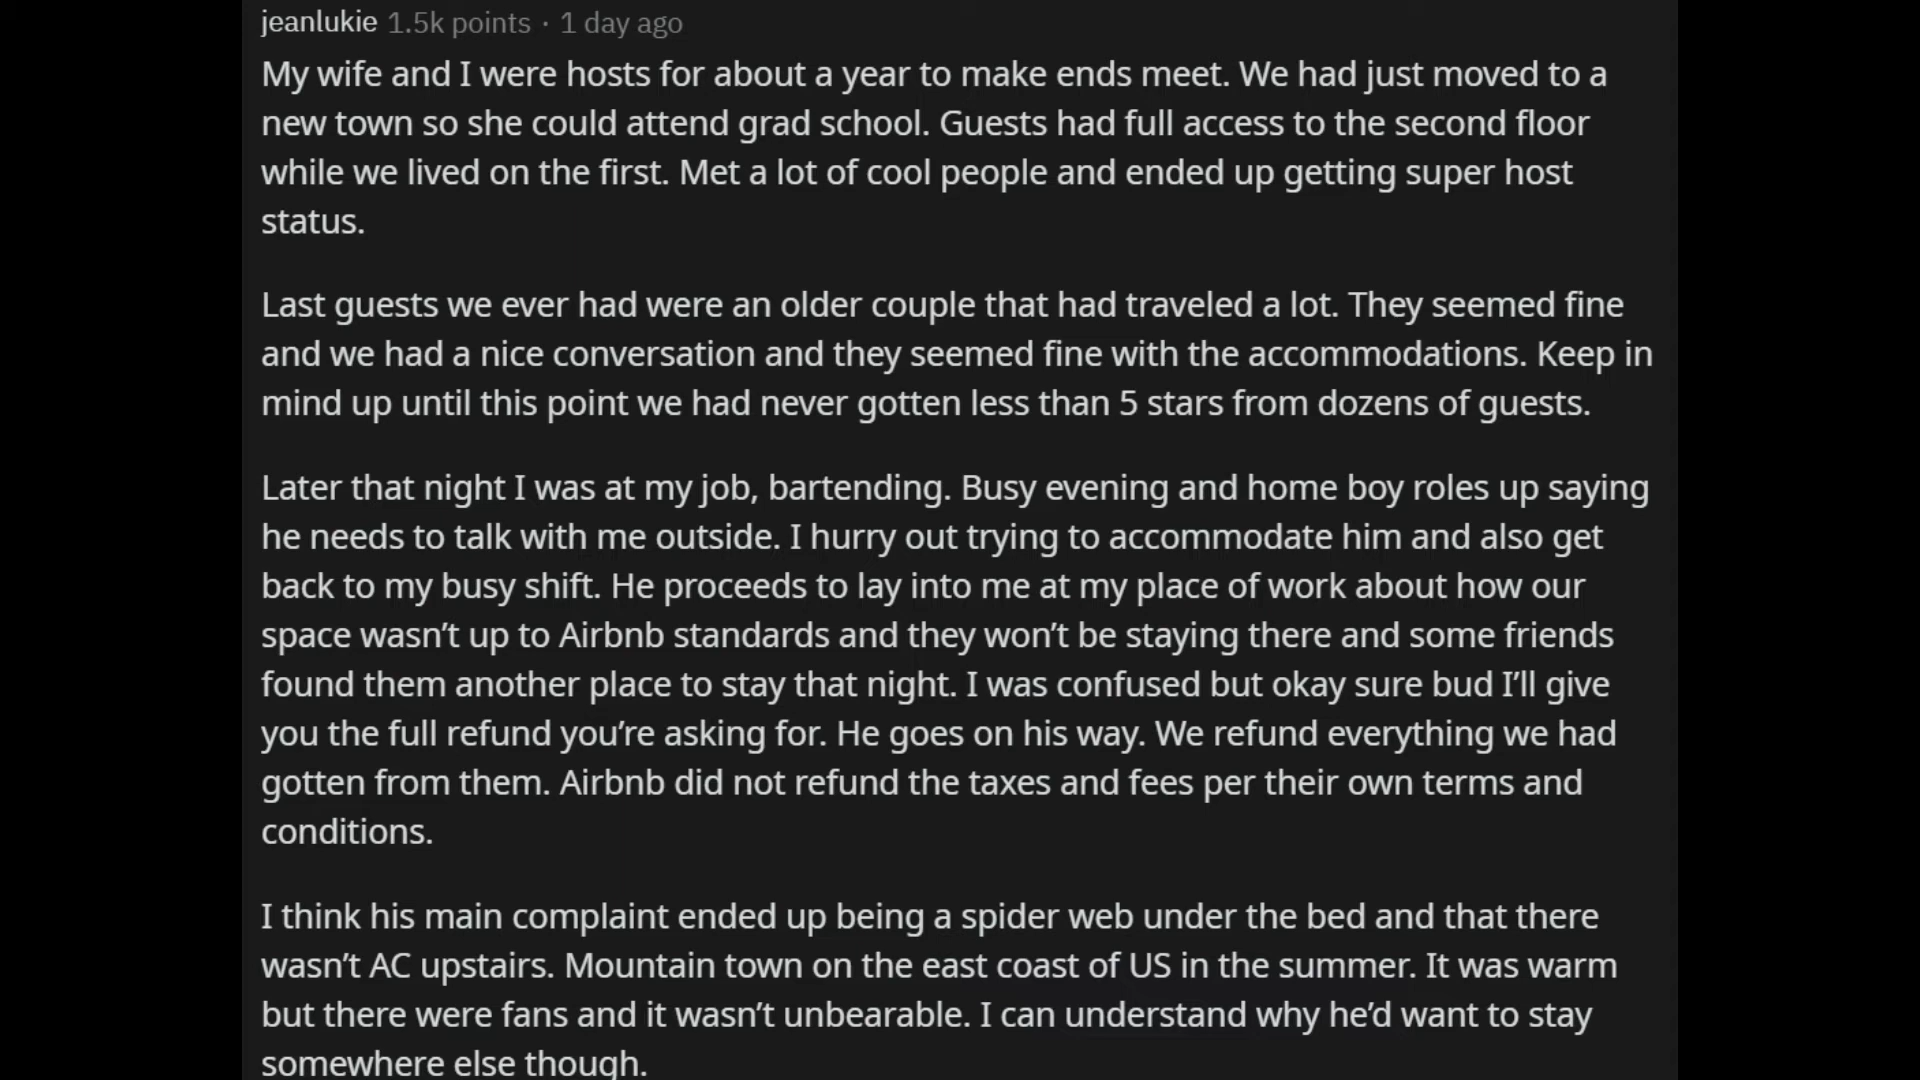 jeanlukie 1.5k points · 1 day ago
My wife and I were hosts for about a year to make ends meet. We had just moved to a
new town so she could attend grad school. Guests had full access to the second floor
while we lived on the first. Met a lot of cool people and ended up getting super host
status.
Last guests we ever had were an older couple that had traveled a lot. They seemed fine
and we had a nice conversation and they seemed fine with the accommodations. Keep in
mind up until this point we had never gotten less than 5 stars from dozens of guests.
Later that night I was at my job, bartending. Busy evening and home boy roles up saying
he needs to talk with me outside. I hurry out trying to accommodate him and also get
back to my busy shift. He proceeds to lay into me at my place of work about how our
space wasn’t up to Airbnb standards and they won’t be staying there and some friends
found them another place to stay that night. I was confused but okay sure bud I’ll give
you the full refund you’re asking for. He goes on his way. We refund everything we had
gotten from them. Airbnb did not refund the taxes and fees per their own terms and
conditions.
I think his main complaint ended up being a spider web under the bed and that there
wasn’t AC upstairs. Mountain town on the east coast of US in the summer. It was warm
but there were fans and it wasn’t unbearable. I can understand why he’d want to stay
somewhere else though.